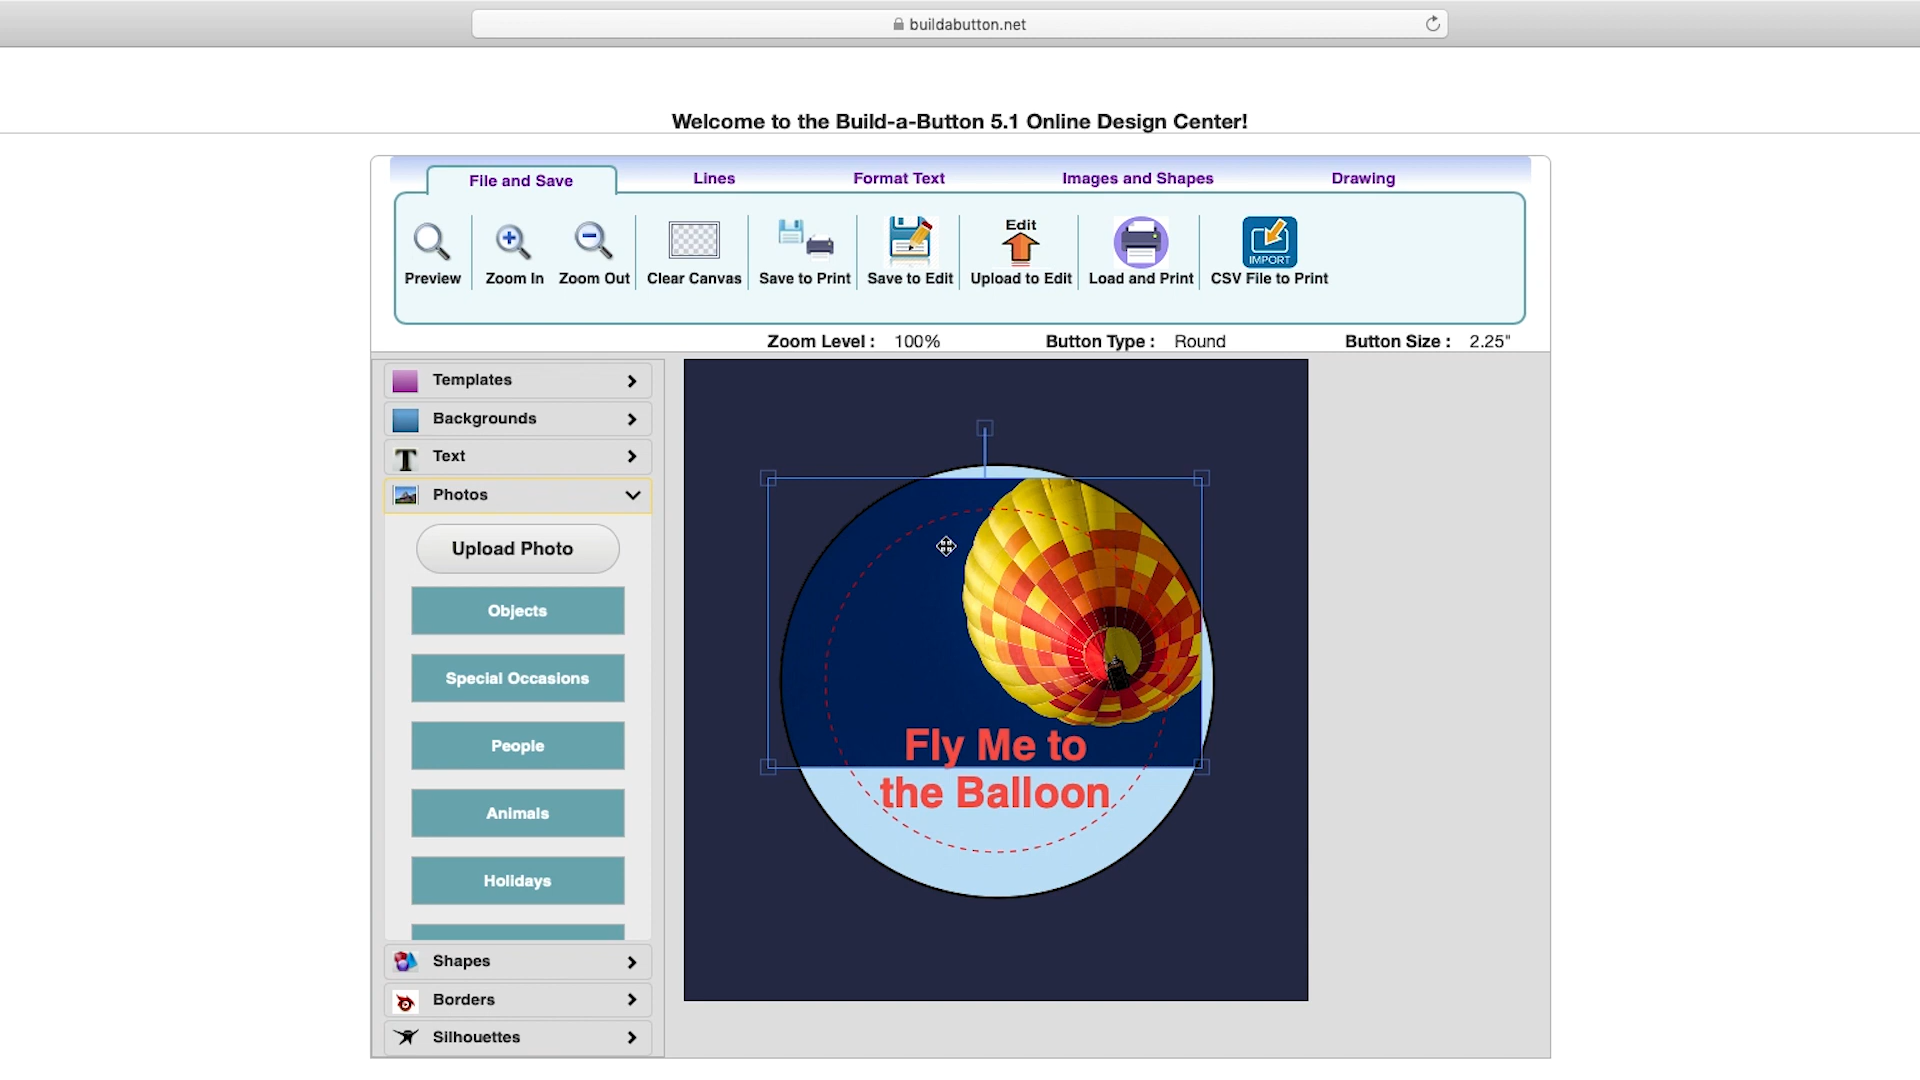 buildabutton.net
Welcome to the Build-a-Button 5.1 Online Design Center!
File and Save
Lines
Format Text
Images and Shapes
Drawing
Edit
IMPORT
Preview
Zoom In
Zoom Out
Clear Canvas
Save to Print
Save to Edit
Upload to Edit
Load and Print
CSV File to Print
Zoom Level : 100%
Button Type : Round
Button Size : 2.25"
Templates
Backgrounds
T Text
Photos
Upload Photo
Objects
Special Occasions
People
Animals
Holidays
Shapes
Borders
Silhouettes
Fly Me to
the Balloon